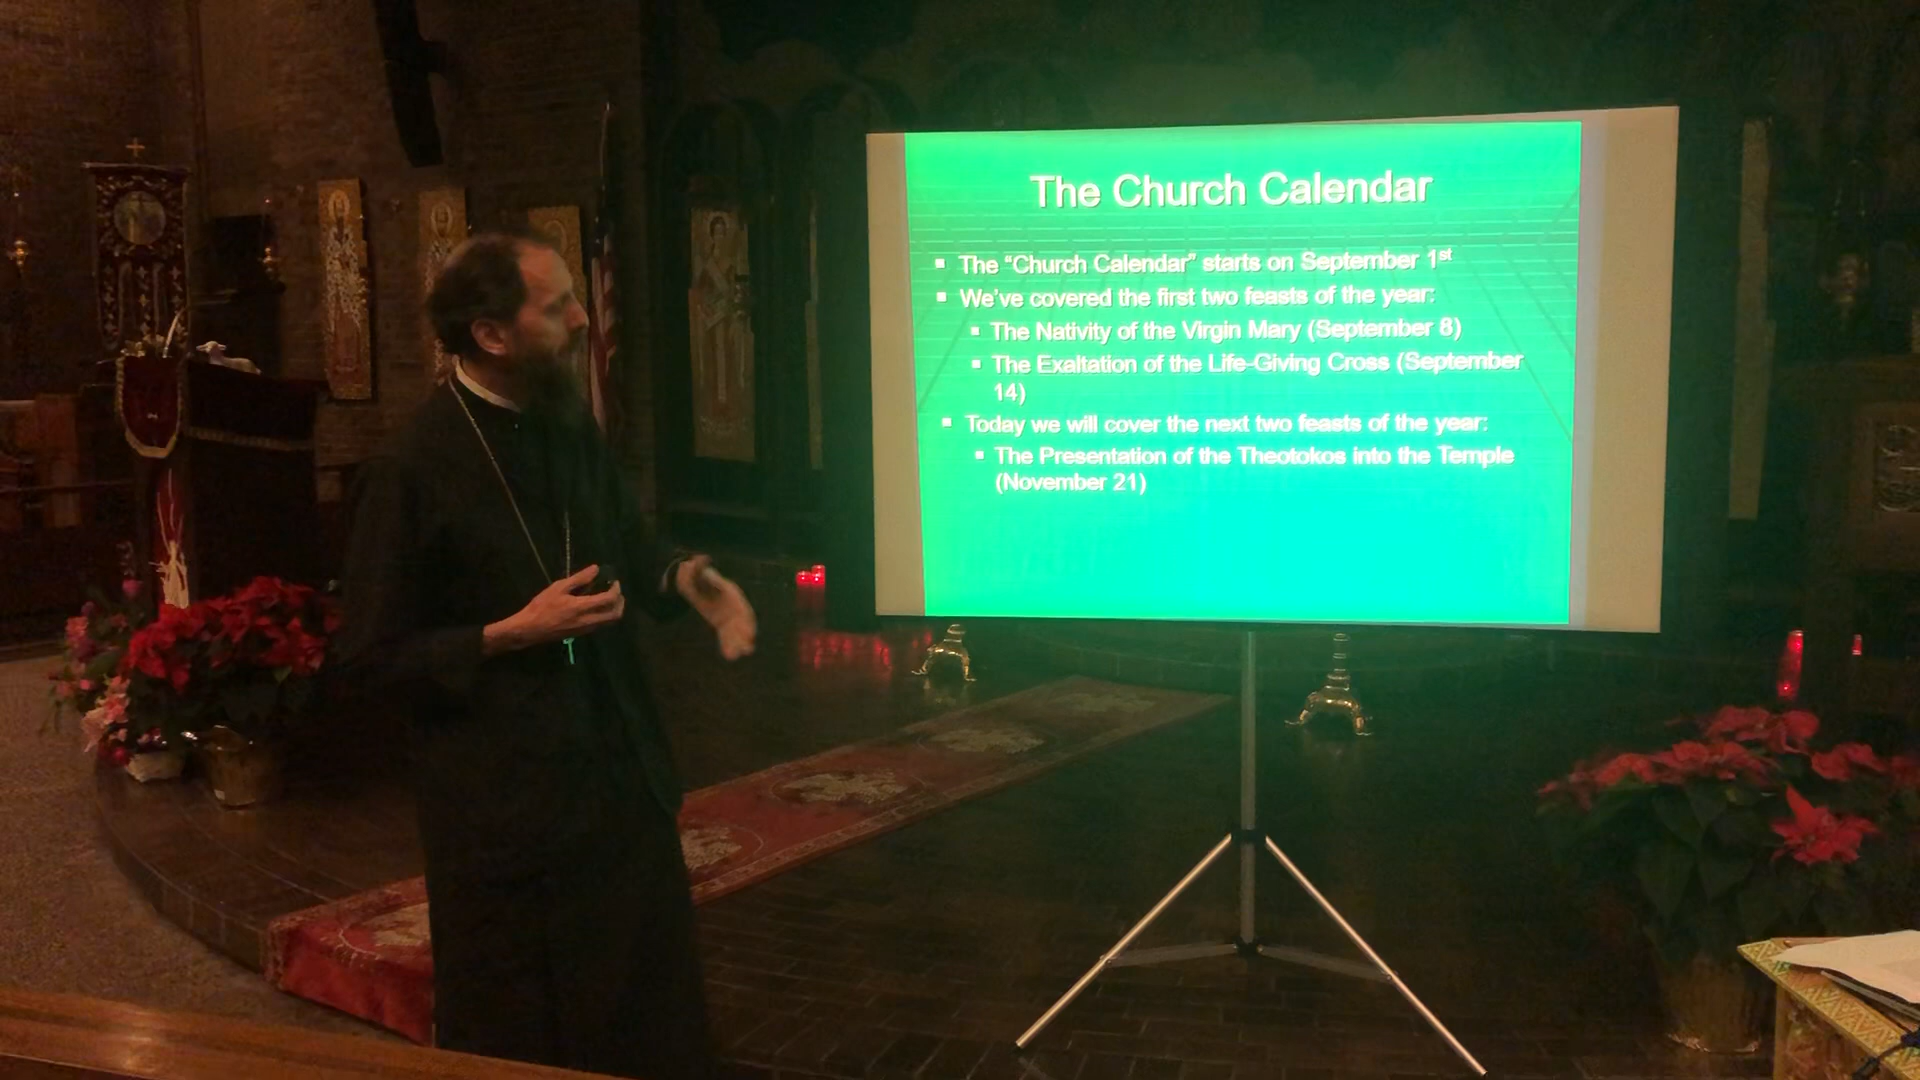 The Church Calendar
▪ The “Church Calendar” starts on September 1st
▪ We’ve covered the first two feasts of the year:
▪ The Nativity of the Virgin Mary (September 8)
▪ The Exaltation of the Life-Giving Cross (September
14)
▪ Today we will cover the next two feasts of the year:
▪ The Presentation of the Theotokos into the Temple
(November 21)